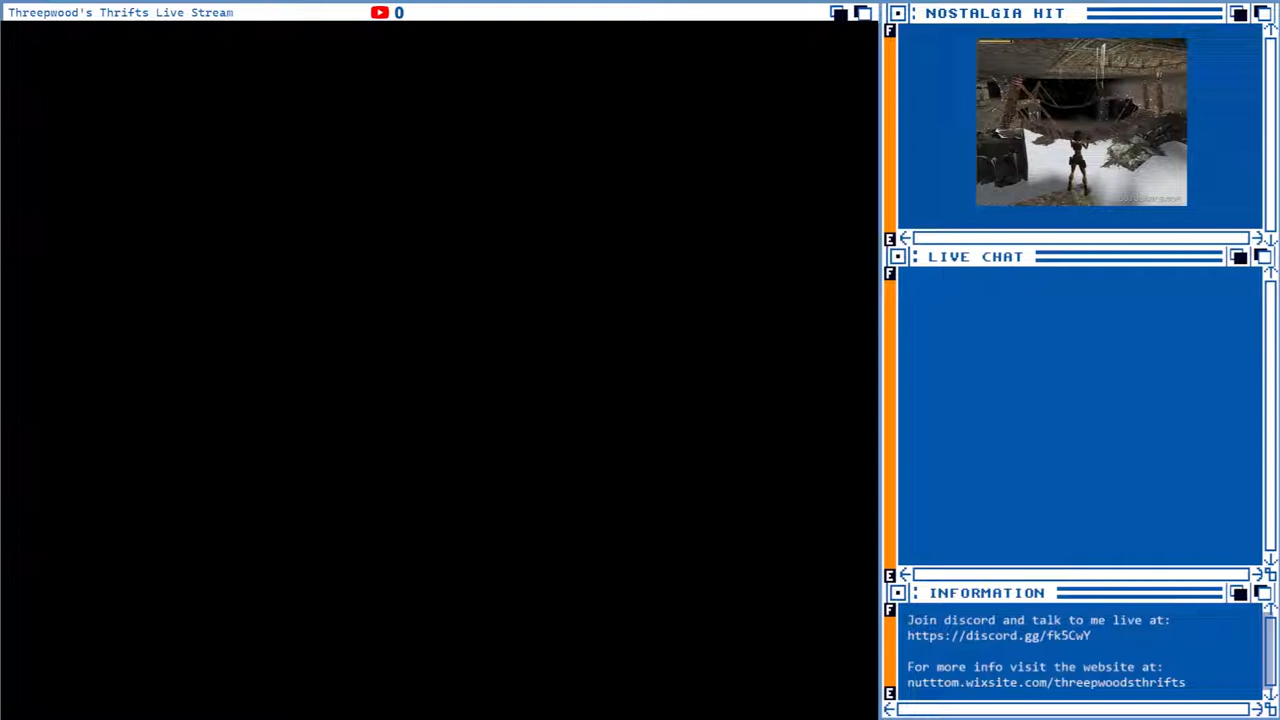 Threepwood's Thrifts Live Stream
0
NOSTALGIA HIT
F
E
LIVE CHAT
F
E
INFORMATION
F
Join discord and talk to me live at:
https://discord.gg/fk5CwY
For more info visit the website at:
nutttom.wixsite.com/threepwoodsthrifts
E